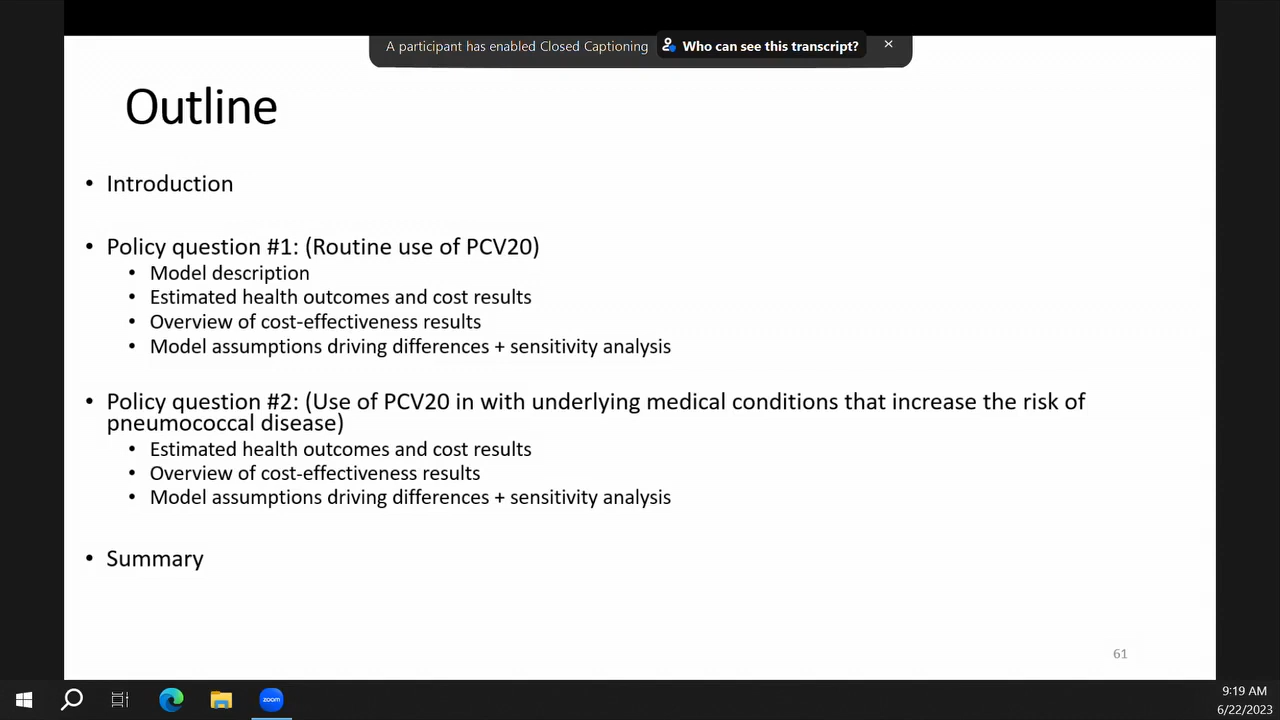 A participant has enabled Closed Captioning Who can see this transcript?
Outline
• Introduction
• Policy question #1: (Routine use of PCV20)
• Model description
• Estimated health outcomes and cost results
• Overview of cost-effectiveness results
• Model assumptions driving differences + sensitivity analysis
• Policy question #2: (Use of PCV20 in with underlying medical conditions that increase the risk of
pneumococcal disease)
• Estimated health outcomes and cost results
• Overview of cost-effectiveness results
• Model assumptions driving differences + sensitivity analysis
• Summary
61
zoom
9:19 AM
6/22/2023